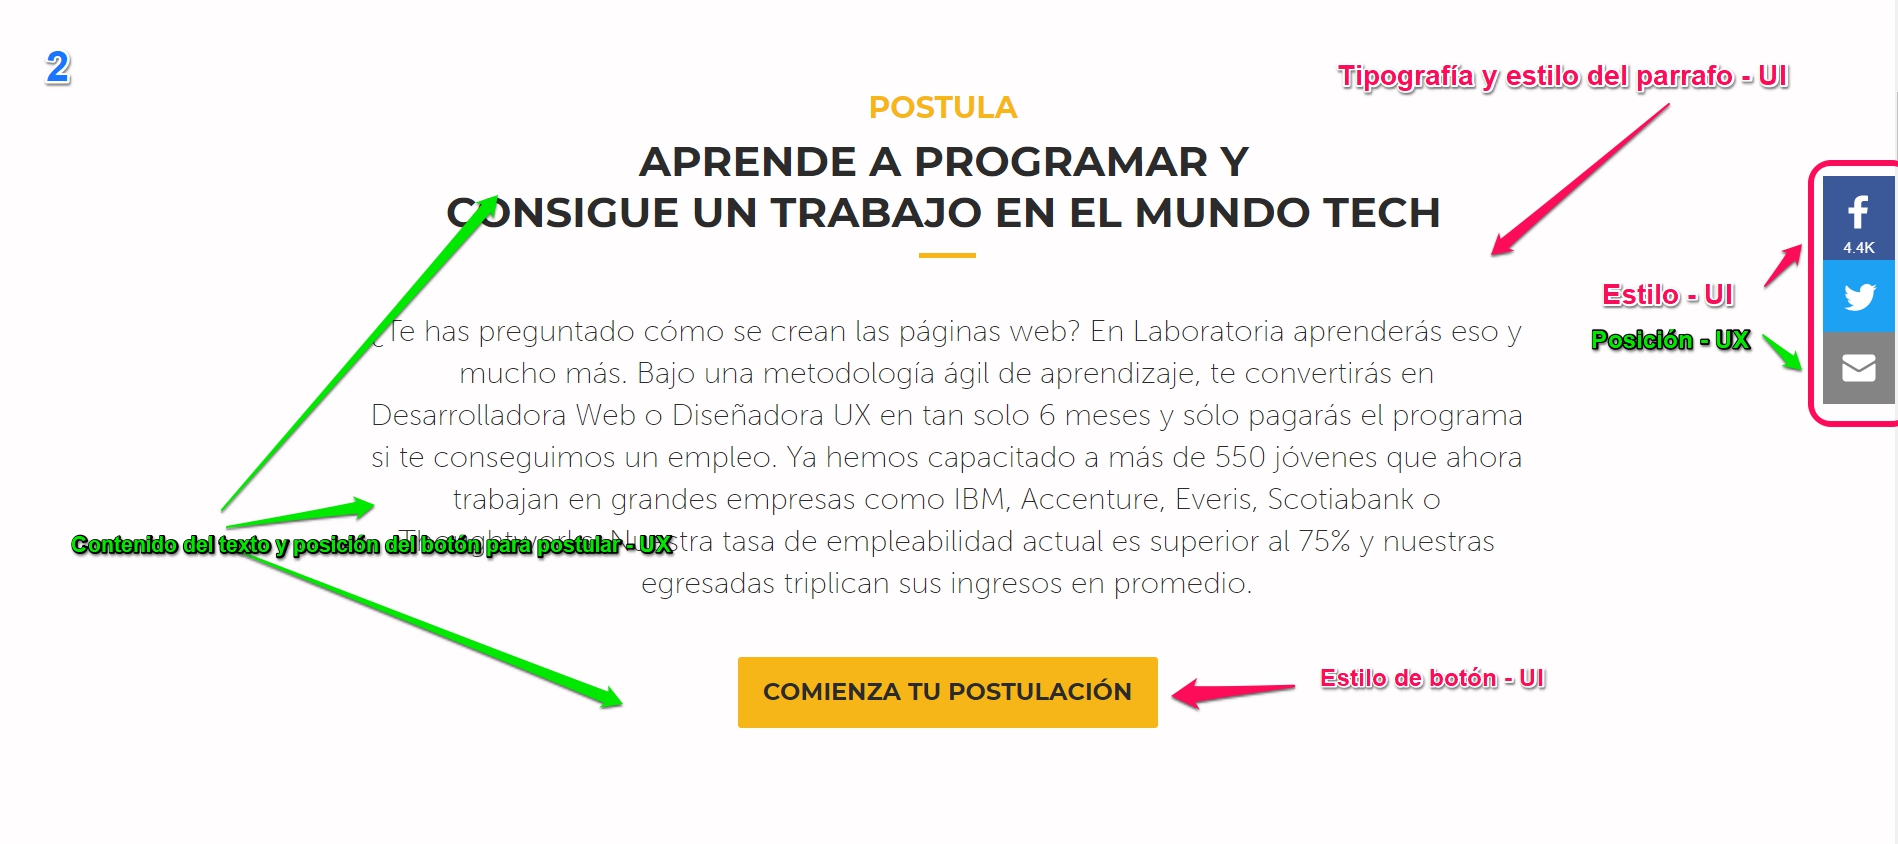 2
Tipografía y estilo del parrafo - UI
POSTULA
APRENDE A PROGRAMAR Y
CONSIGUE UN TRABAJO EN EL MUNDO TECH
4.4K
Estilo - UI
Posición - UX
¿Te has preguntado cómo se crean las páginas web? En Laboratoria aprenderás eso y
mucho más. Bajo una metodología ágil de aprendizaje, te convertirás en
Desarrolladora Web o Diseñadora UX en tan solo 6 meses y sólo pagarás el programa
si te conseguimos un empleo. Ya hemos capacitado a más de 550 jóvenes que ahora
trabajan en grandes empresas como IBM, Accenture, Everis, Scotiabank o
Contenido del texto y posición del botón para postular - UX
Thoughtworks. Nuestra tasa de empleabilidad actual es superior al 75% y nuestras
egresadas triplican sus ingresos en promedio.
COMIENZA TU POSTULACIÓN
Estilo de botón - UI